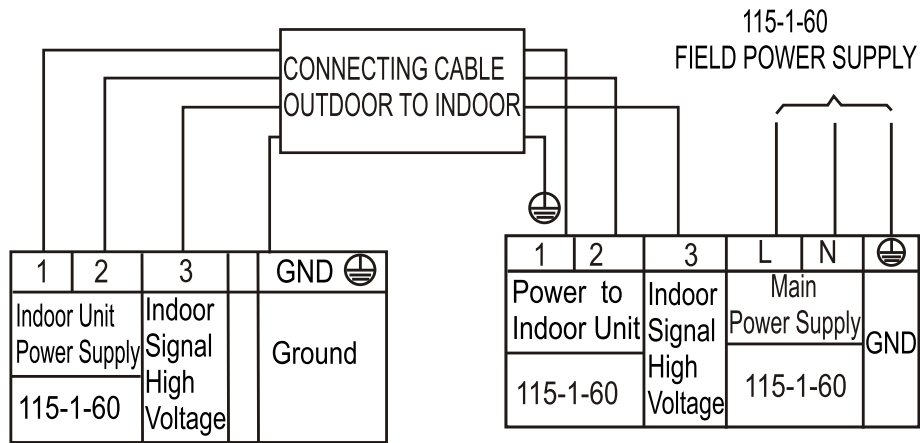 115-1-60
FIELD POWER SUPPLY
CONNECTING CABLE
OUTDOOR TO INDOOR
1 2 3 GND
Indoor Unit
Power Supply
115-1-60
Indoor
Signal
High
Voltage
Ground
1 2 3 L N
Power to
Indoor Unit
115-1-60
Indoor
Signal
High
Voltage
Main
Power Supply
115-1-60
GND